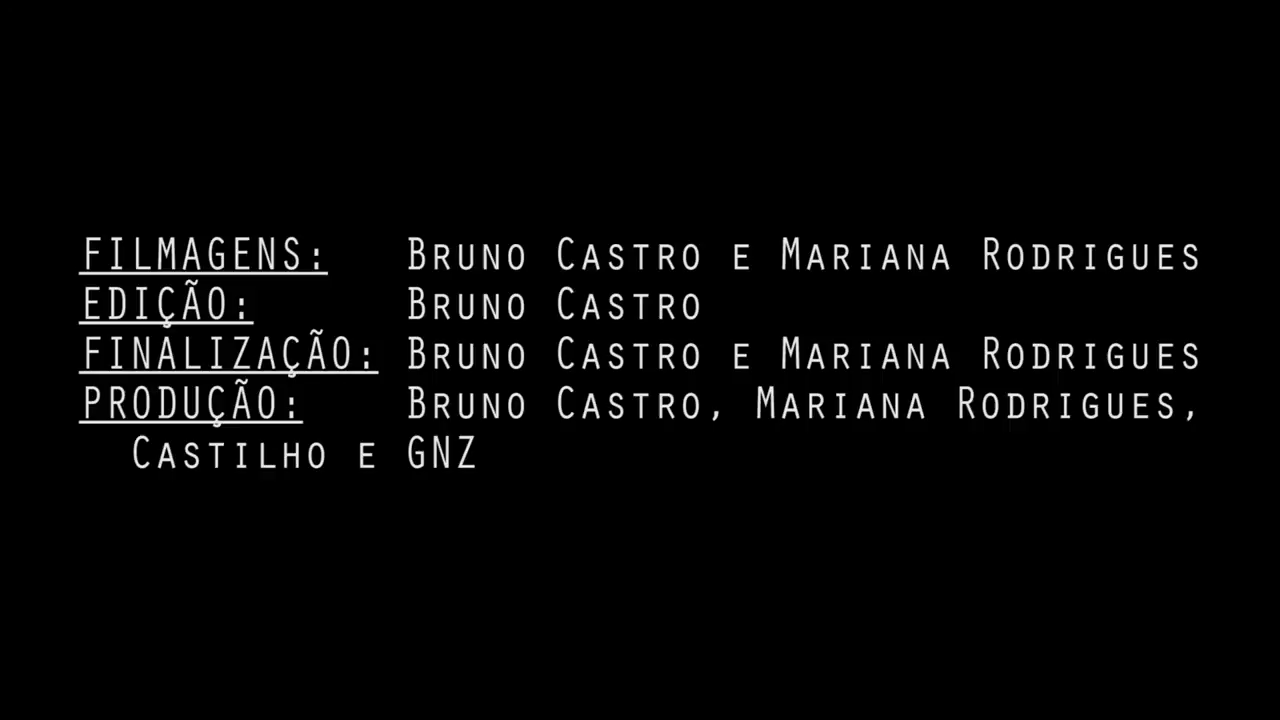 FILMAGENS: Bruno Castro e Mariana Rodrigues
EDIÇÃO: Bruno Castro
FINALIZAÇÃO: Bruno Castro e Mariana Rodrigues
PRODUÇÃO: Bruno Castro, Mariana Rodrigues,
Castilho e GNZ